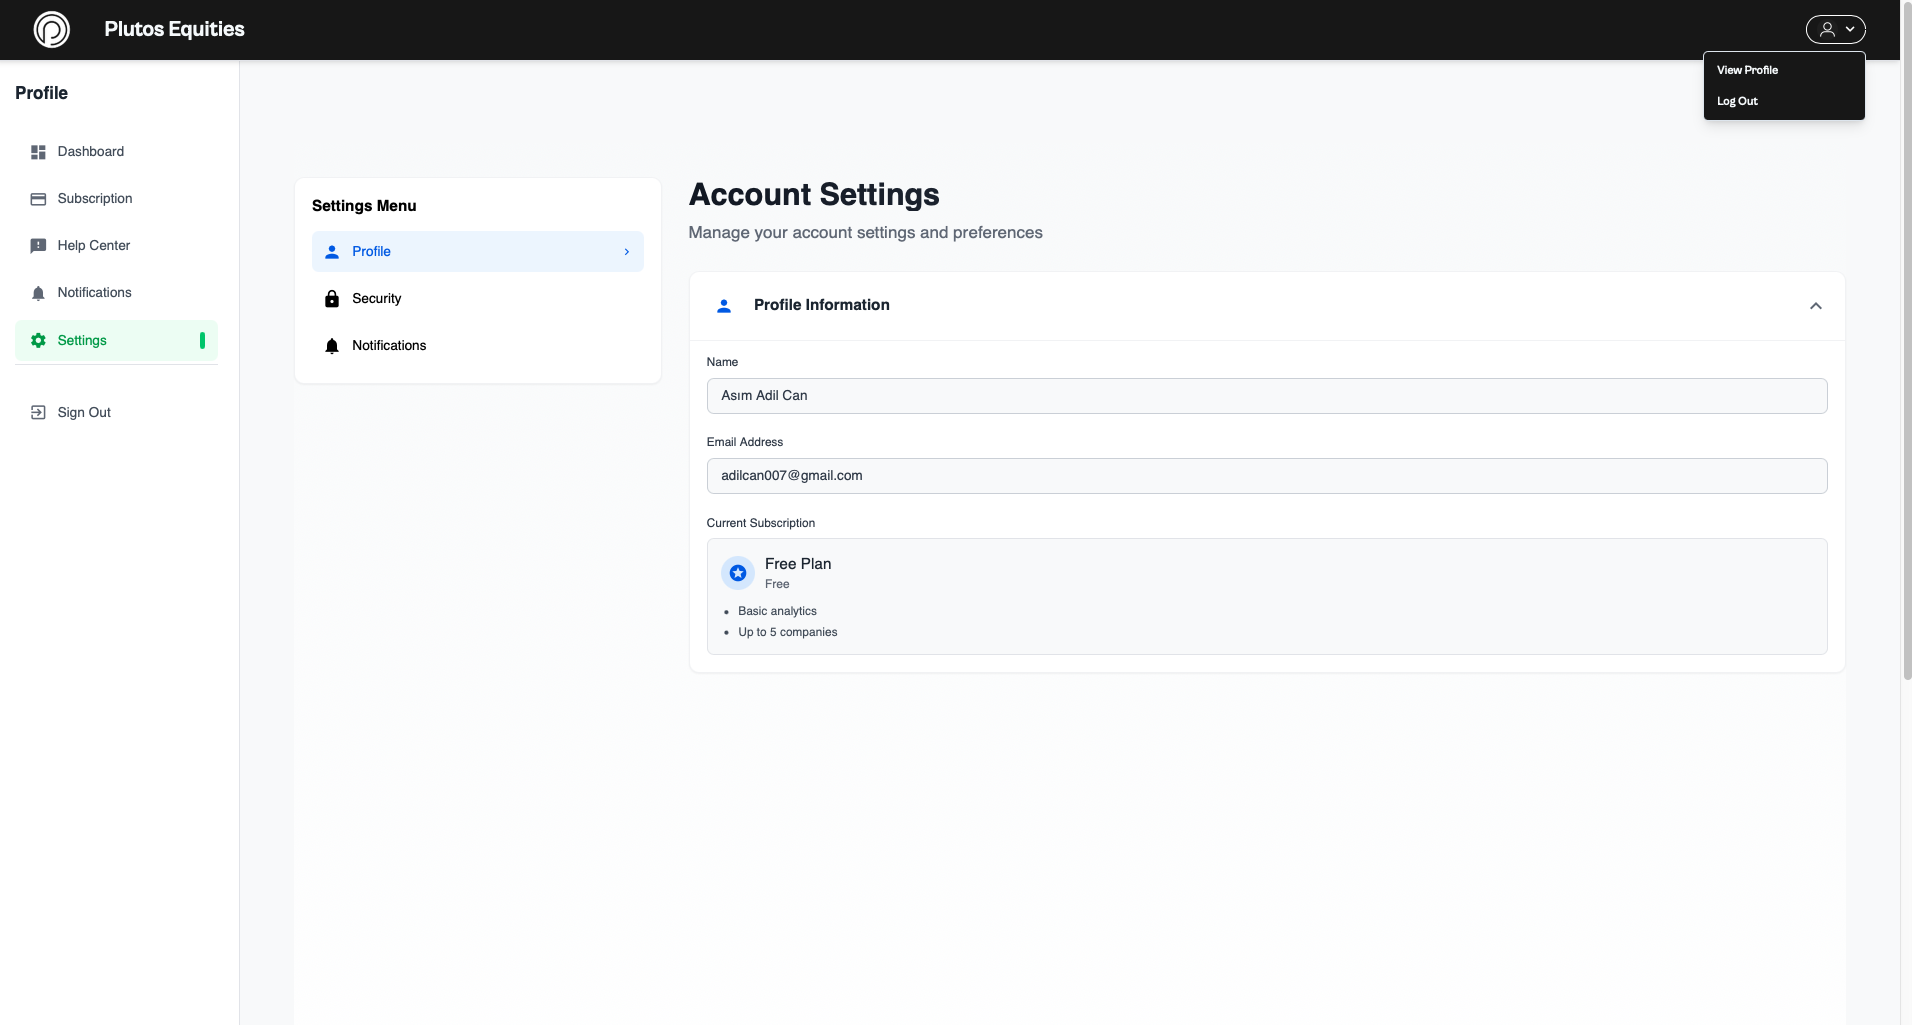 Plutos Equities
View Profile
Log Out
Profile
Dashboard
Subscription
Help Center
Notifications
Settings
Sign Out
Settings Menu
Profile
Security
Notifications
Account Settings
Manage your account settings and preferences
Profile Information
Name
Asım Adil Can
Email Address
adilcan007@gmail.com
Current Subscription
Free Plan
Free
Basic analytics
Up to 5 companies